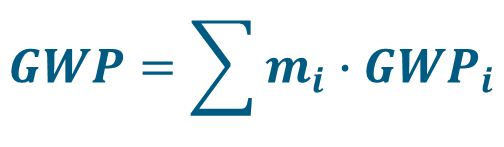 GWP = ∑ mᵢ · GWPᵢ